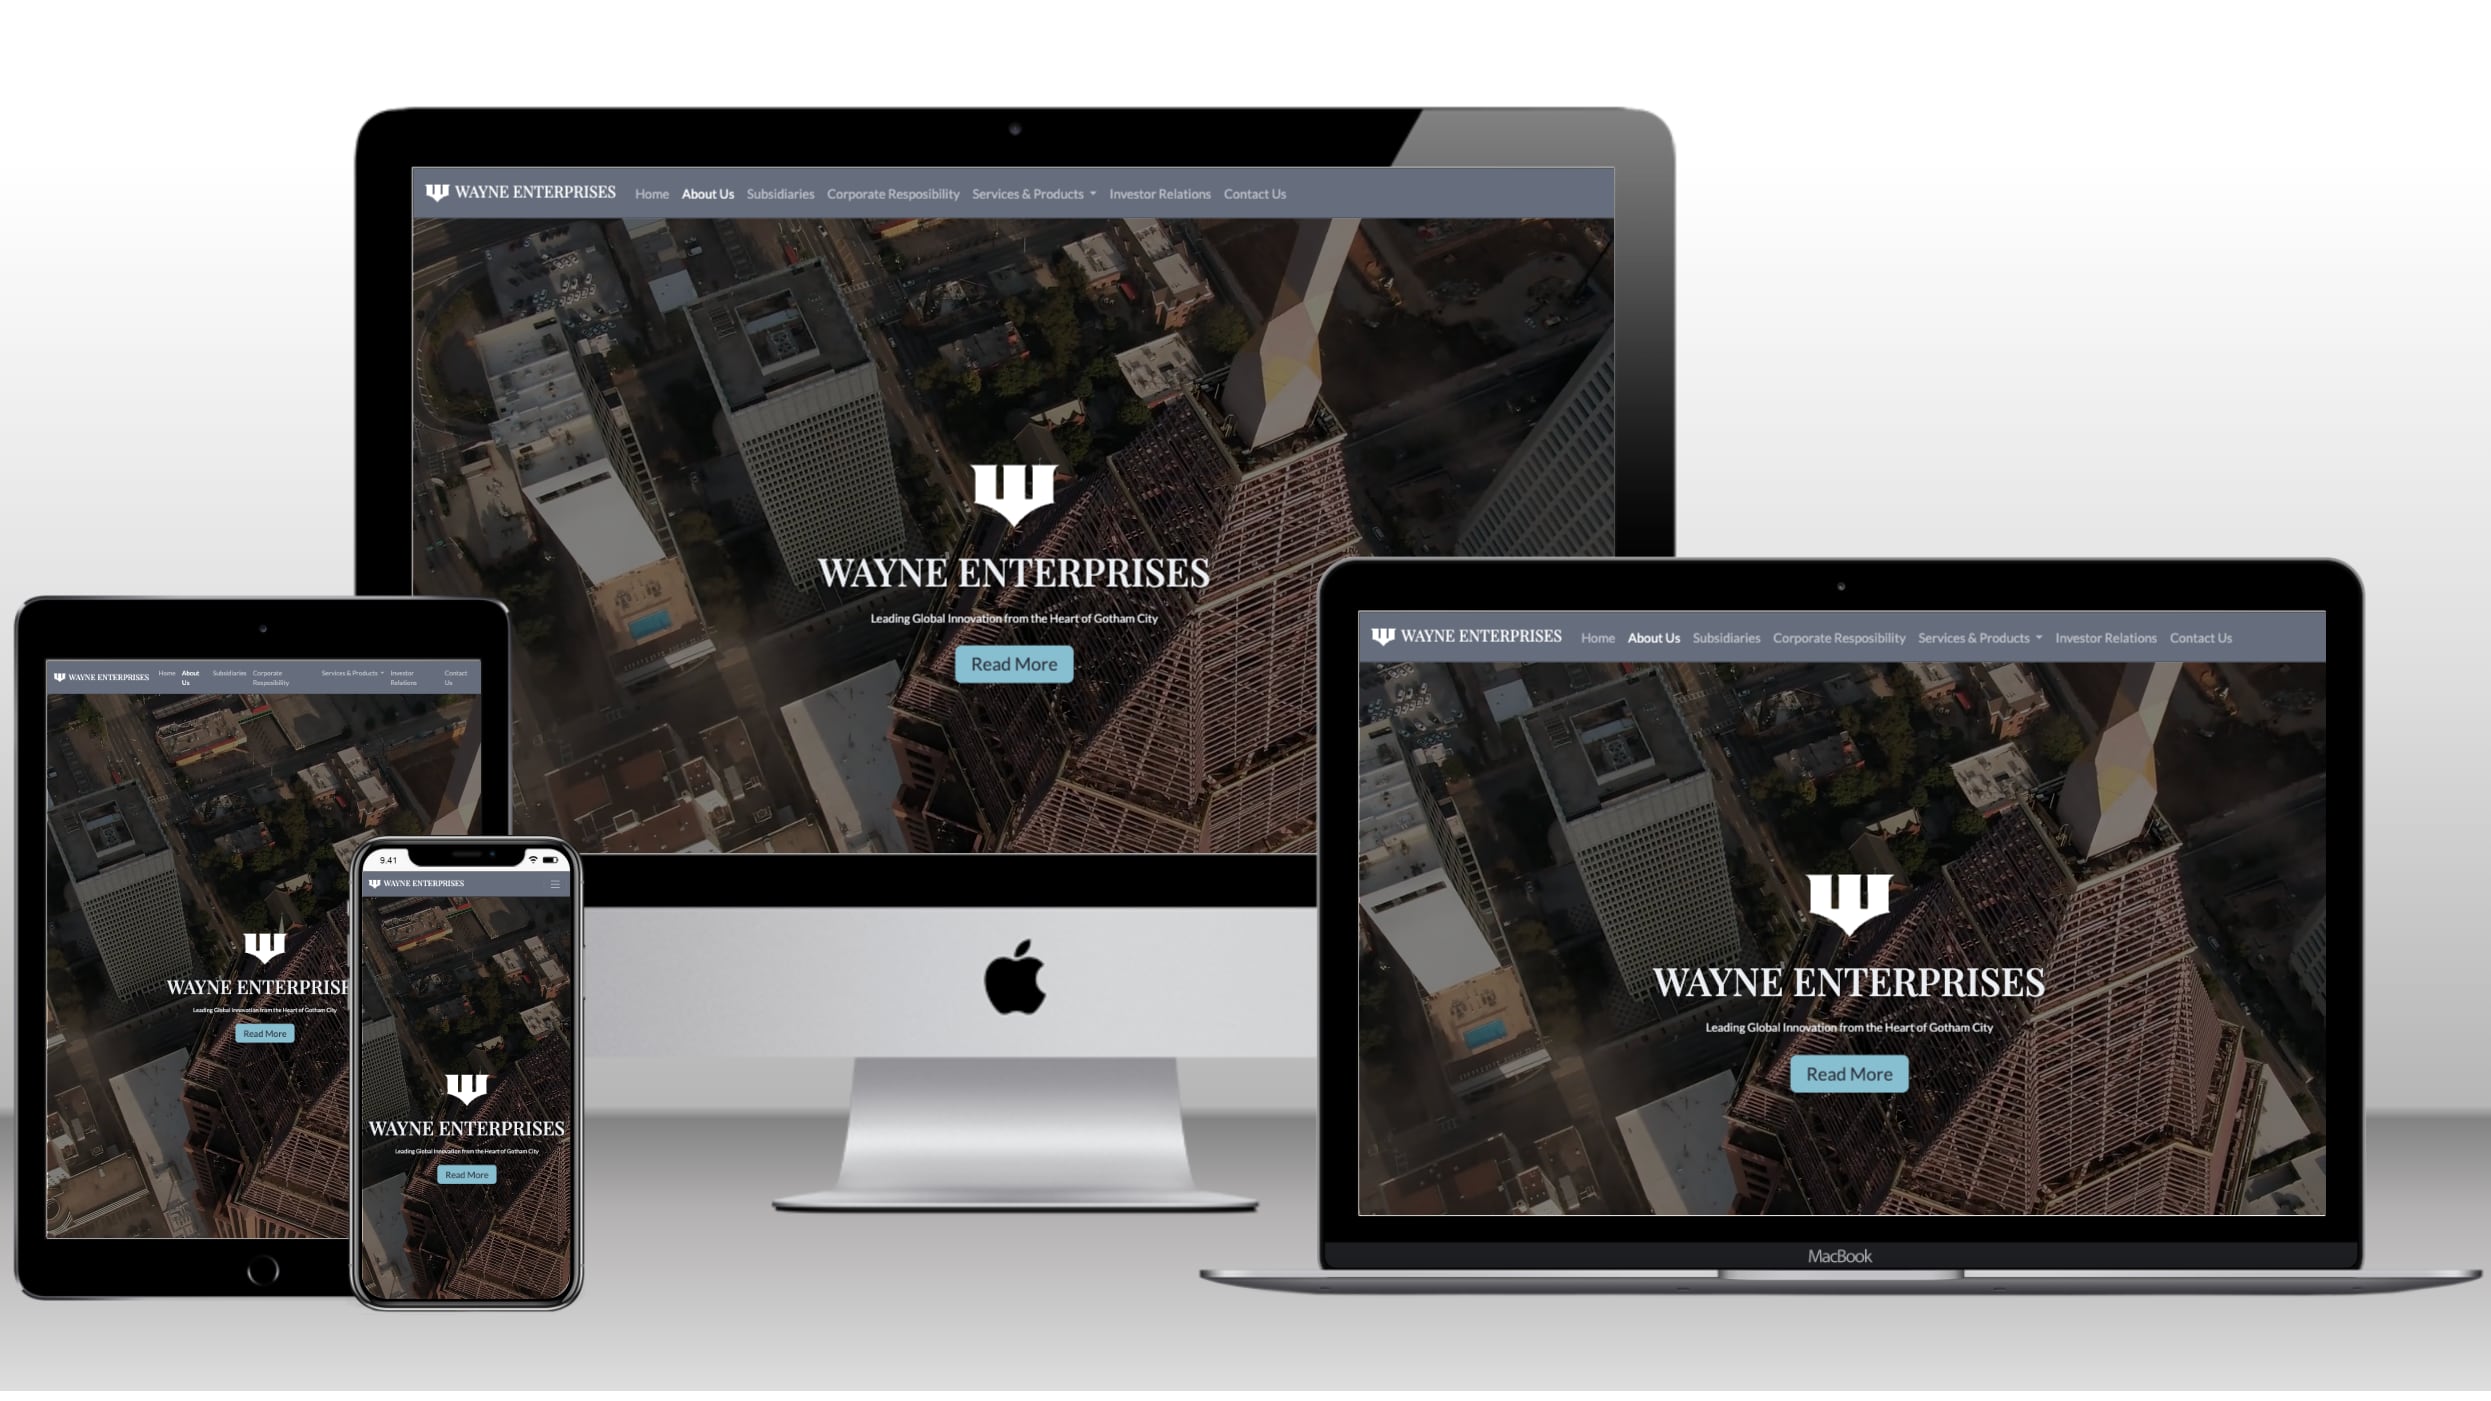 WAYNE ENTERPRISES Home About Us Subsidiaries Corporate Resposibility Services & Products Investor Relations Contact Us
WAYNE ENTERPRISES
Leading Global Innovation from the Heart of Gotham City
Read More
WAYNE ENTERPRISES Home About Us Subsidiaries Corporate Resposibility Services & Products Investor Relations Contact Us
WAYNE ENTERPRISES
Leading Global Innovation from the Heart of Gotham City
Read More
MacBook
WAYNE ENTERPRISES Home About Us Subsidiaries Corporate Resposibility Services & Products Investor Relations Contact Us
WAYNE ENTERPRISE
Leading Global Innovation from the Heart of Gotham City
Read More
9.41
WAYNE ENTERPRISES
WAYNE ENTERPRISES
Leading Global Innovation from the Heart of Gotham City
Read More